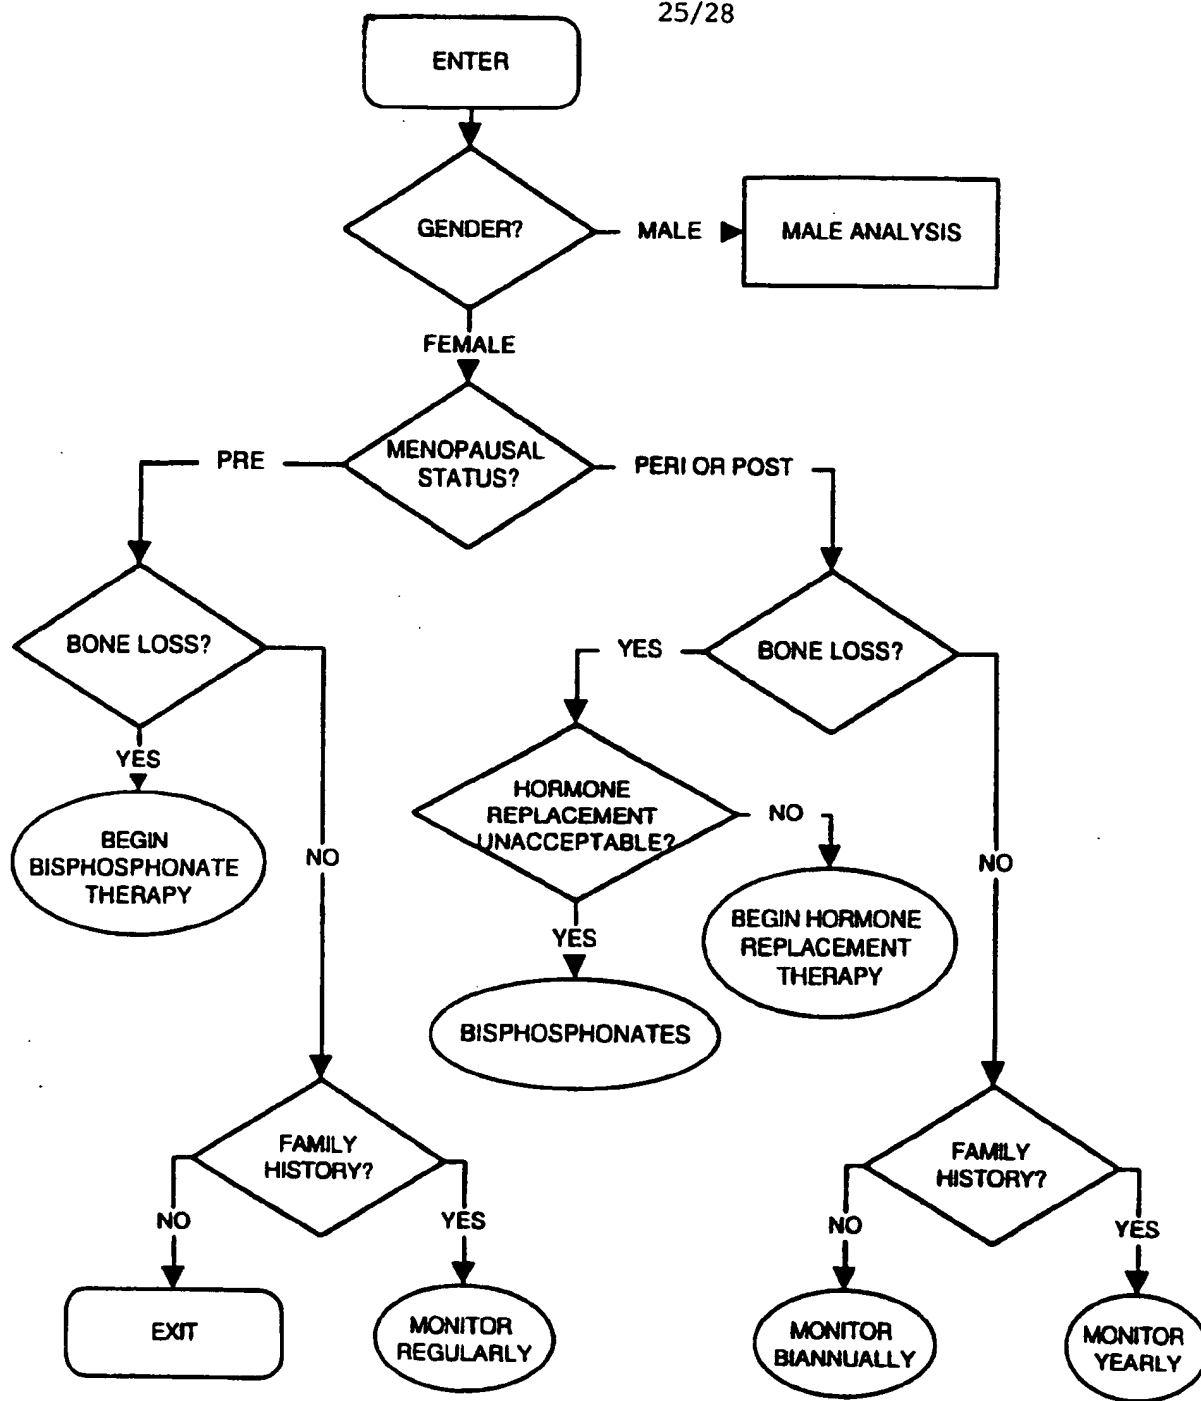 25/28
ENTER
GENDER?
MALE
MALE ANALYSIS
FEMALE
MENOPAUSAL
STATUS?
PRE
PERI OR POST
BONE LOSS?
YES
BONE LOSS?
YES
HORMONE
REPLACEMENT
UNACCEPTABLE?
NO
BEGIN
BISPHOSPHONATE
THERAPY
NO
NO
BEGIN HORMONE
REPLACEMENT
THERAPY
YES
BISPHOSPHONATES
FAMILY
HISTORY?
FAMILY
HISTORY?
NO
YES
NO
YES
EXIT
MONITOR
REGULARLY
MONITOR
BIANNUALLY
MONITOR
YEARLY